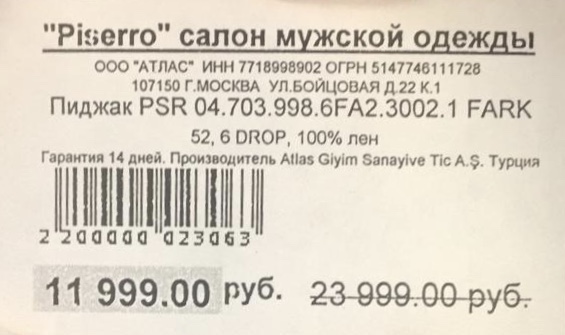 "Piserro" салон мужской одежды
ООО "АТЛАС" ИНН 7718998902 ОГРН 5147746111728
107150 Г.МОСКВА УЛ.БОЙЦОВАЯ Д.22 К.1
Пиджак PSR 04.703.998.6FA2.3002.1 FARK
52, 6 DROP, 100% лен
Гарантия 14 дней. Производитель Atlas Giyim Sanayive Tic A.Ş. Турция
2 200000 023063
11 999.00 руб. 23 999.00 руб.